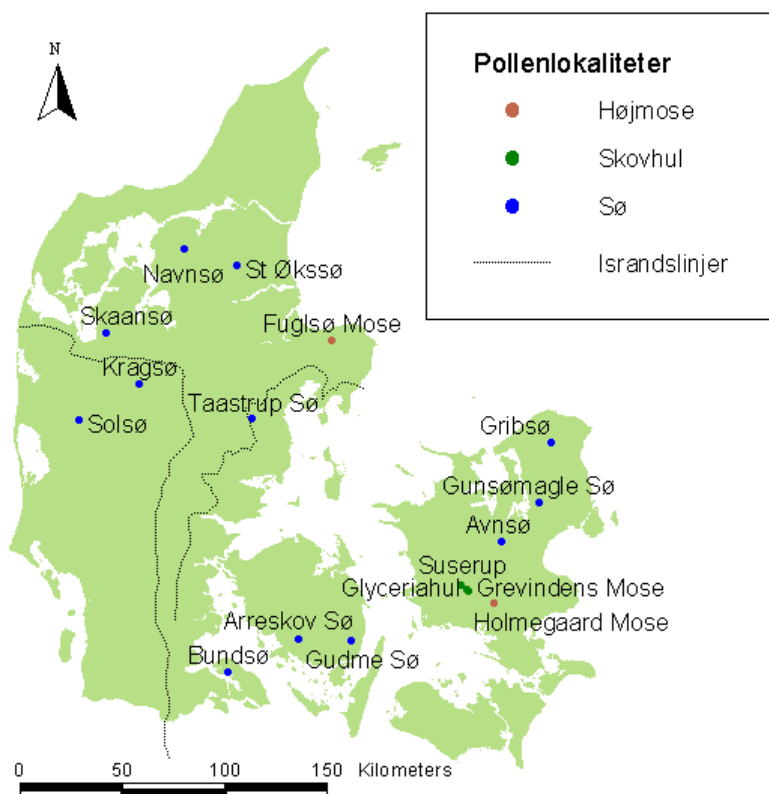 N
Pollenlokaliteter
Højmose
Skovhul
Sø
Israndslinjer
Navnsø
St Økssø
Skaansø
Fuglsø Mose
Kragsø
Taastrup Sø
Solsø
Gribsø
Gunsømagle Sø
Avnsø
Suserup
Glyceriahul
Grevindens Mose
Holmegaard Mose
Arreskov Sø
Bundsø
Gudme Sø
0 50 100 150 Kilometers